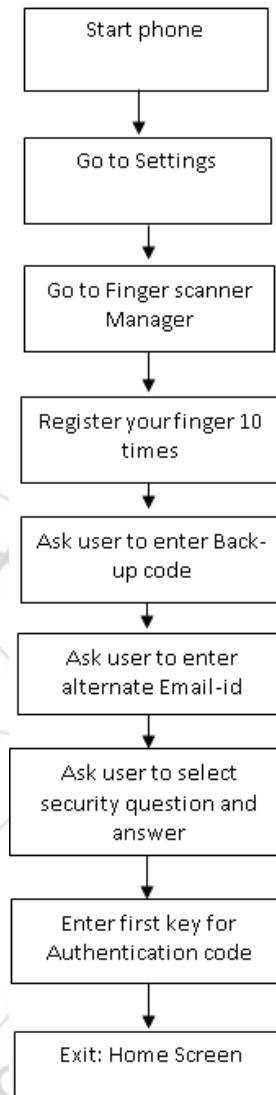 Start phone
Go to Settings
Go to Finger scanner
Manager
Register your finger 10
times
Ask user to enter Back-
up code
Ask user to enter
alternate Email-id
Ask user to select
security question and
answer
Enter first key for
Authentication code
Exit: Home Screen